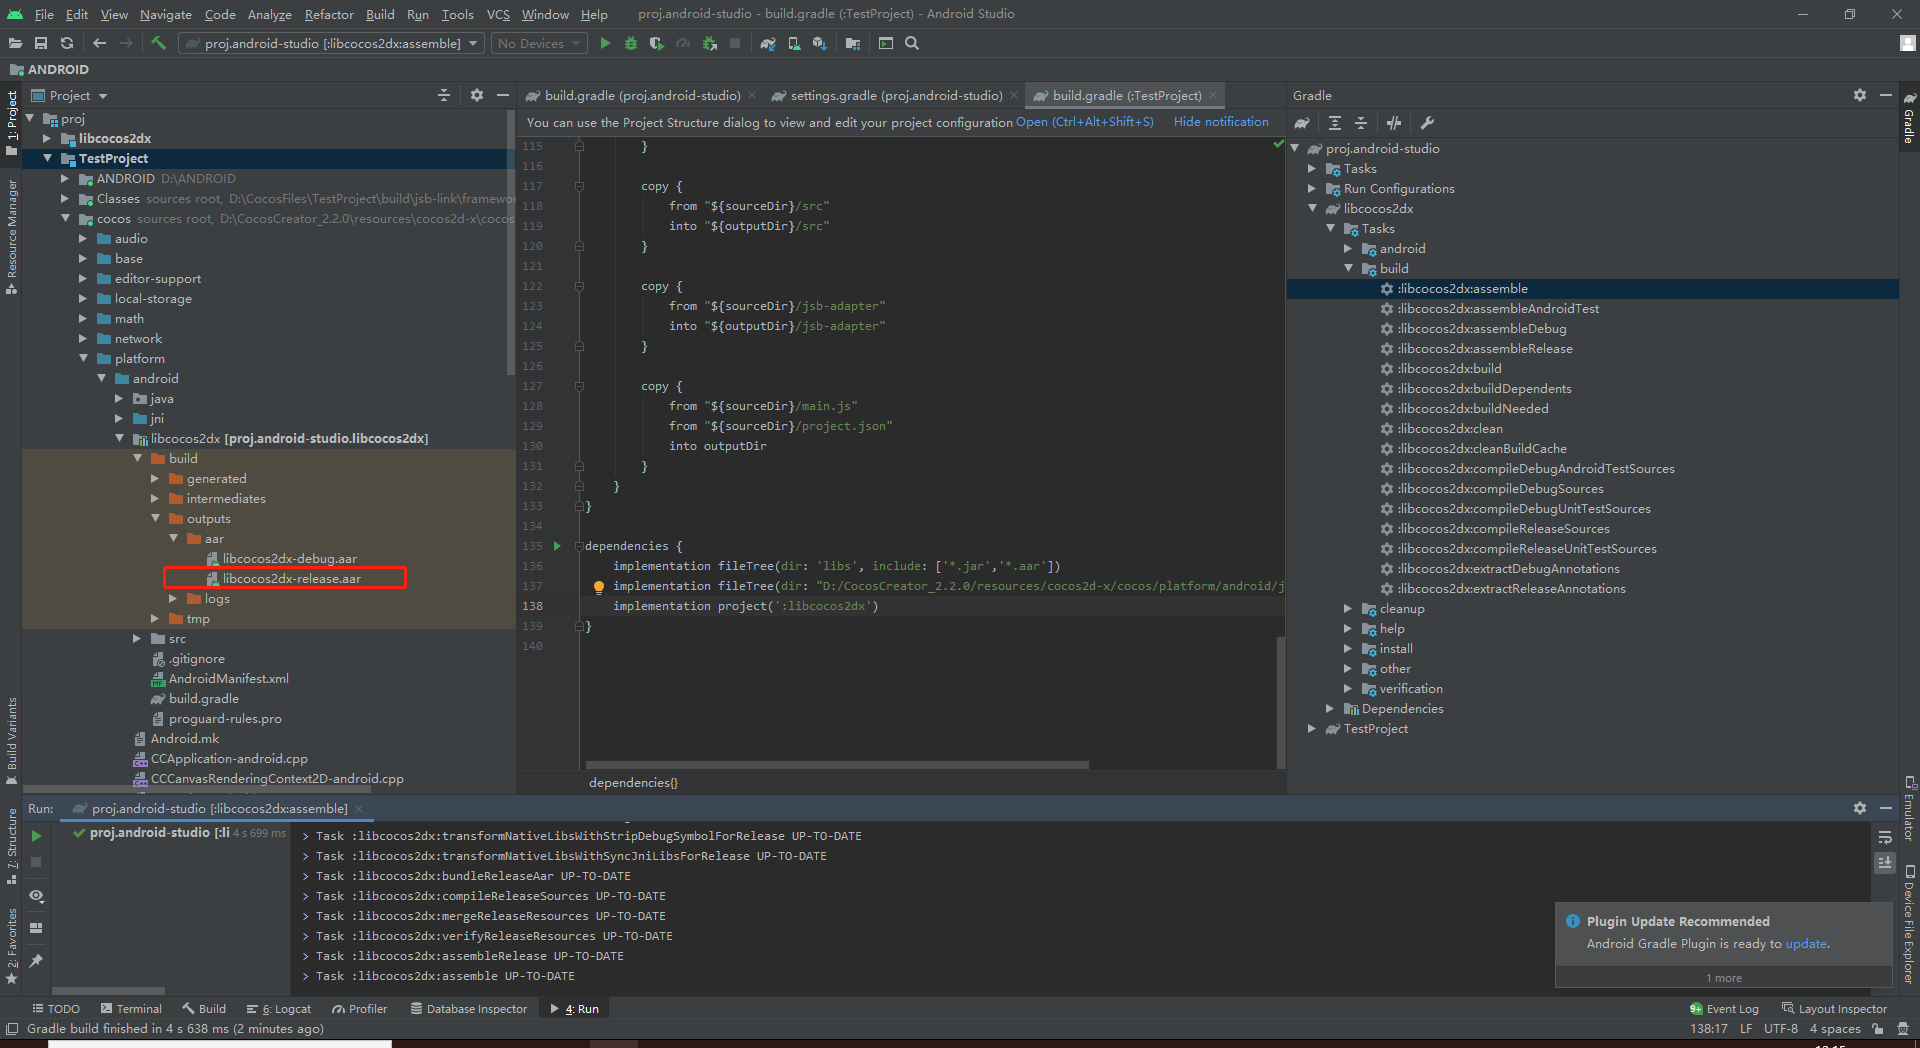 File Edit View Navigate Code Analyze Refactor Build Run Tools VCS Window Help proj.android-studio - build.gradle (:TestProject) - Android Studio
proj.android-studio [:libcocos2dx:assemble] No Devices
ANDROID
1: Project
Resource Manager
Build Variants
7: Structure
2: Favorites
Project
proj
libcocos2dx
TestProject
ANDROID D:\ANDROID
Classes sources root, D:\CocosFiles\TestProject\build\jsb-link\framewo
cocos sources root, D:\CocosCreator_2.2.0\resources\cocos2d-x\cocos
audio
base
editor-support
local-storage
math
network
platform
android
java
jni
libcocos2dx [proj.android-studio.libcocos2dx]
build
generated
intermediates
outputs
aar
libcocos2dx-debug.aar
libcocos2dx-release.aar
logs
tmp
src
.gitignore
AndroidManifest.xml
build.gradle
proguard-rules.pro
Android.mk
CCApplication-android.cpp
CCCanvasRenderingContext2D-android.cpp
build.gradle (proj.android-studio) settings.gradle (proj.android-studio) build.gradle (:TestProject)
You can use the Project Structure dialog to view and edit your project configuration Open (Ctrl+Alt+Shift+S) Hide notification
115 }
116
117 copy {
118 from "${sourceDir}/src"
119 into "${outputDir}/src"
120 }
121
122 copy {
123 from "${sourceDir}/jsb-adapter"
124 into "${outputDir}/jsb-adapter"
125 }
126
127 copy {
128 from "${sourceDir}/main.js"
129 from "${sourceDir}/project.json"
130 into outputDir
131 }
132 }
133 }
134
135 dependencies {
136 implementation fileTree(dir: 'libs', include: ['*.jar','*.aar'])
137 implementation fileTree(dir: "D:/CocosCreator_2.2.0/resources/cocos2d-x/cocos/platform/android/j
138 implementation project(':libcocos2dx')
139 }
140
dependencies{}
Gradle
proj.android-studio
Tasks
Run Configurations
libcocos2dx
Tasks
android
build
:libcocos2dx:assemble
:libcocos2dx:assembleAndroidTest
:libcocos2dx:assembleDebug
:libcocos2dx:assembleRelease
:libcocos2dx:build
:libcocos2dx:buildDependents
:libcocos2dx:buildNeeded
:libcocos2dx:clean
:libcocos2dx:cleanBuildCache
:libcocos2dx:compileDebugAndroidTestSources
:libcocos2dx:compileDebugSources
:libcocos2dx:compileDebugUnitTestSources
:libcocos2dx:compileReleaseSources
:libcocos2dx:compileReleaseUnitTestSources
:libcocos2dx:extractDebugAnnotations
:libcocos2dx:extractReleaseAnnotations
cleanup
help
install
other
verification
Dependencies
TestProject
Gradle
Emulator
Device File Explorer
Run: proj.android-studio [:libcocos2dx:assemble]
proj.android-studio [:li 4 s 699 ms
> Task :libcocos2dx:transformNativeLibsWithStripDebugSymbolForRelease UP-TO-DATE
> Task :libcocos2dx:transformNativeLibsWithSyncJniLibsForRelease UP-TO-DATE
> Task :libcocos2dx:bundleReleaseAar UP-TO-DATE
> Task :libcocos2dx:compileReleaseSources UP-TO-DATE
> Task :libcocos2dx:mergeReleaseResources UP-TO-DATE
> Task :libcocos2dx:verifyReleaseResources UP-TO-DATE
> Task :libcocos2dx:assembleRelease UP-TO-DATE
> Task :libcocos2dx:assemble UP-TO-DATE
Plugin Update Recommended
Android Gradle Plugin is ready to update.
1 more
TODO Terminal Build 6: Logcat Profiler Database Inspector 4: Run 9+ Event Log Layout Inspector
Gradle build finished in 4 s 638 ms (2 minutes ago) 138:17 LF UTF-8 4 spaces